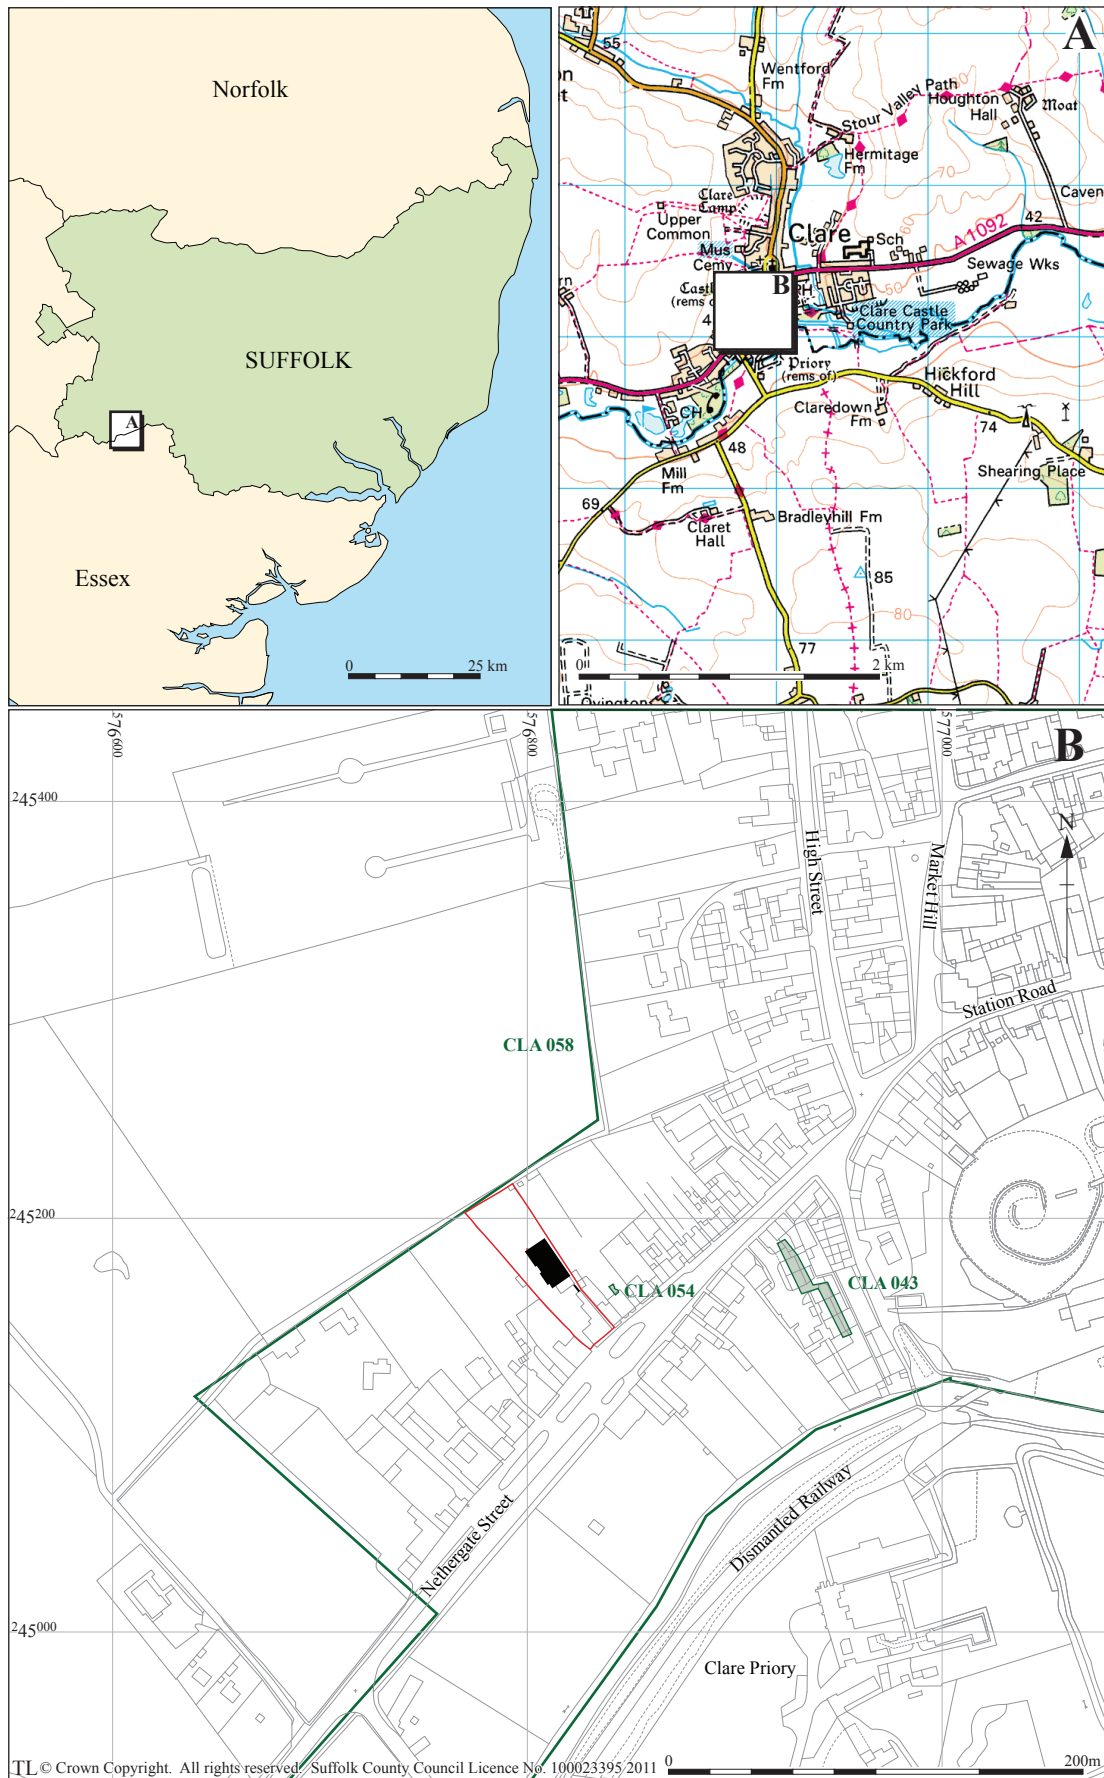 Norfolk
SUFFOLK
A
Essex
0 25 km
A
55
Wentford
Fm
Stour Valley Path
Houghton
Hall
Moat
Hermitage
Fm
70
60
Clare
Camp
Upper
Common
Caven
42
A1092
Clare
Sch
Mus
Cemy
Sewage Wks
50
B
Clare Castle
Country Park
Priory
(rems of)
Hickford
Hill
Claredown
Fm
CH
74
48
Mill
Fm
Shearing Place
69
Claret
Hall
Bradleyhill Fm
85
80
77
0 2 km
Ovington
B
576600
576800
577000
245400
N
High Street
Market Hill
Station Road
CLA 058
245200
CLA 054
CLA 043
Nethergate Street
Dismantled Railway
245000
Clare Priory
TL © Crown Copyright. All rights reserved. Suffolk County Council Licence No. 100023395 2011
0 200m